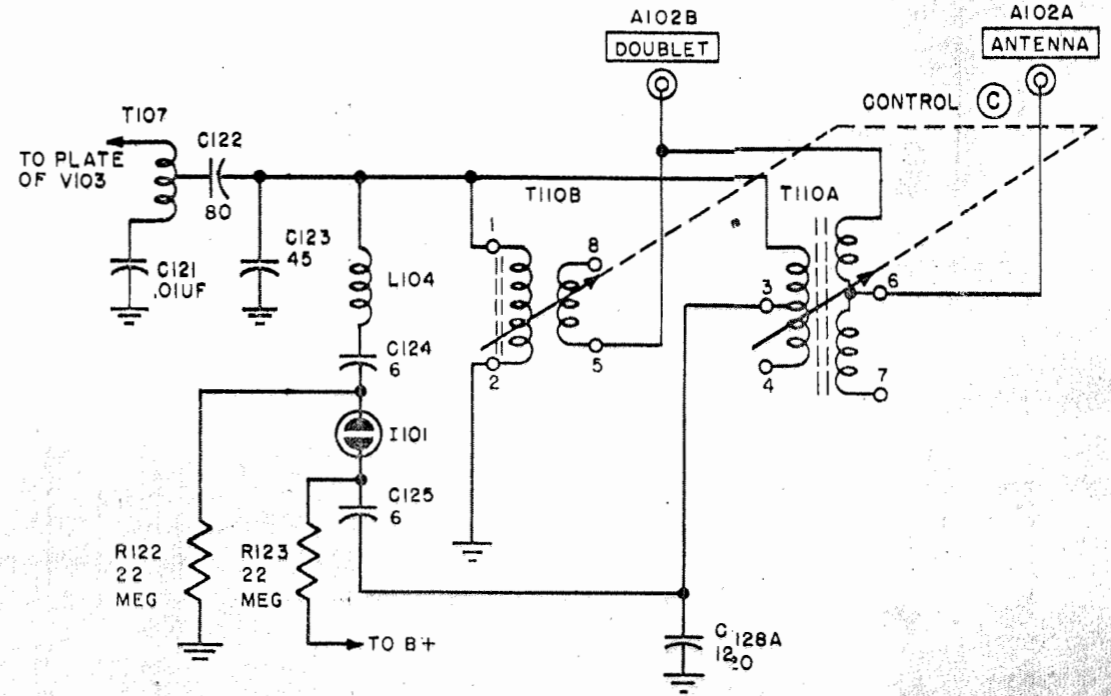 A102B
DOUBLET
A102A
ANTENNA
CONTROL C
T107
C122
TO PLATE
OF V103
80
T110B
T110A
1
C123
45
8
C121
.01UF
L104
3
6
C124
6
2
5
4
7
I101
C125
6
R122
22
MEG
R123
22
MEG
TO B+
C128A
120